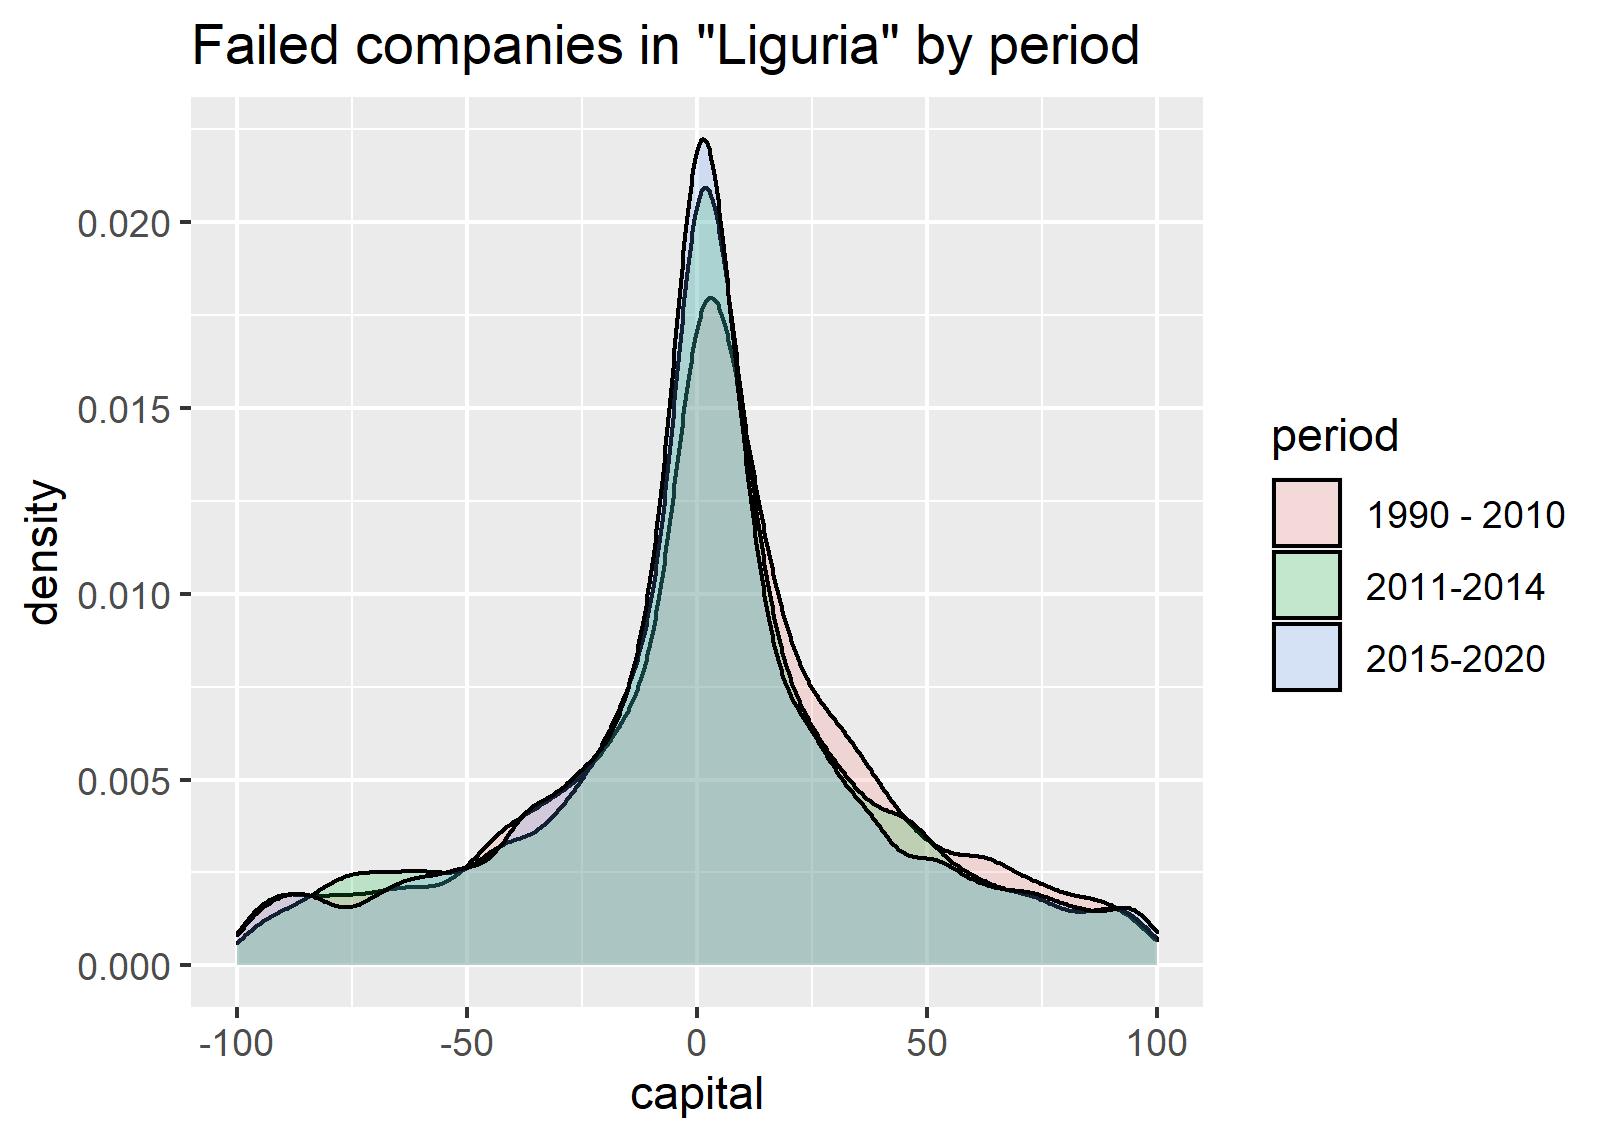 Failed companies in "Liguria" by period
density
0.020
0.015
0.010
0.005
0.000
-100 -50 0 50 100
capital
period
1990 - 2010
2011-2014
2015-2020